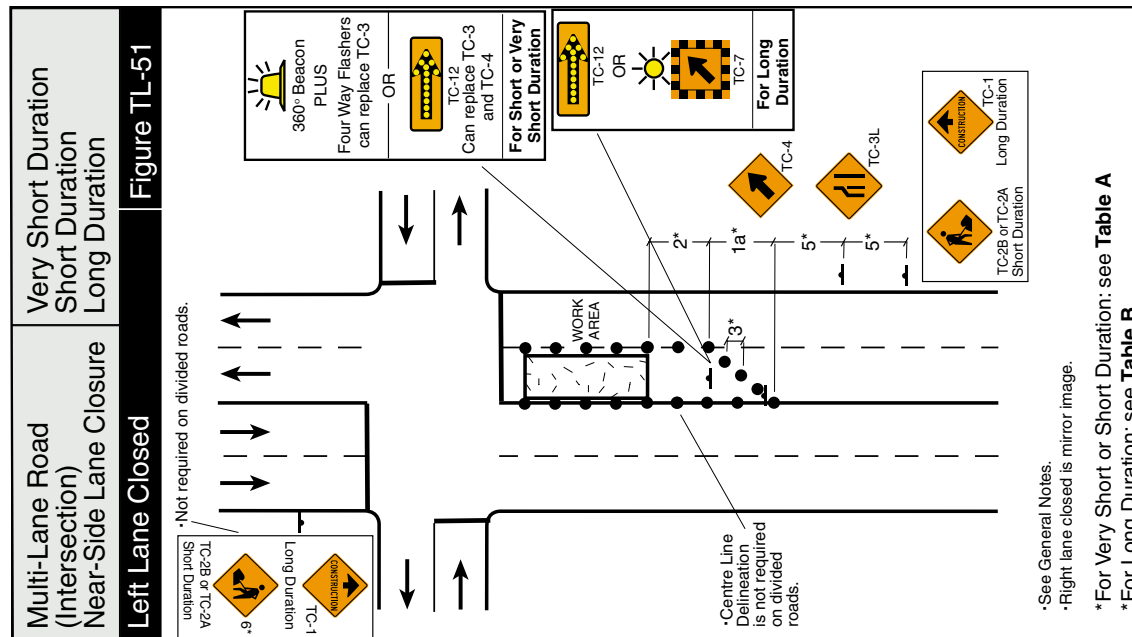 Multi-Lane Road
(Intersection)
Near-Side Lane Closure
Very Short Duration
Short Duration
Long Duration
Left Lane Closed
Figure TL-51
•Not required on divided roads.
TC-2B or TC-2A
Short Duration
6*
Long Duration
CONSTRUCTION
TC-1
360° Beacon
PLUS
Four Way Flashers
can replace TC-3
OR
TC-12
Can replace TC-3
and TC-4
For Short or Very
Short Duration
TC-12
OR
TC-7
For Long
Duration
WORK
AREA
2*
1a*
3*
5*
5*
TC-4
TC-3L
TC-2B or TC-2A
Short Duration
CONSTRUCTION
TC-1
Long Duration
•Centre Line
Delineation
is not required
on divided
roads.
•See General Notes.
•Right lane closed is mirror image.
*For Very Short or Short Duration: see Table A
*For Long Duration: see Table B